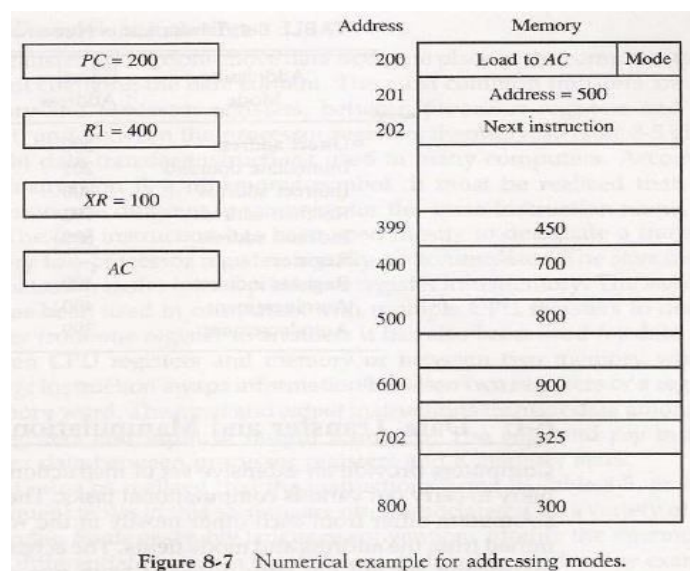 Address Memory
PC = 200
200 Load to AC Mode
201 Address = 500
R1 = 400
202 Next instruction
XR = 100
399 450
AC
400 700
500 800
600 900
702 325
800 300
Figure 8-7 Numerical example for addressing modes.